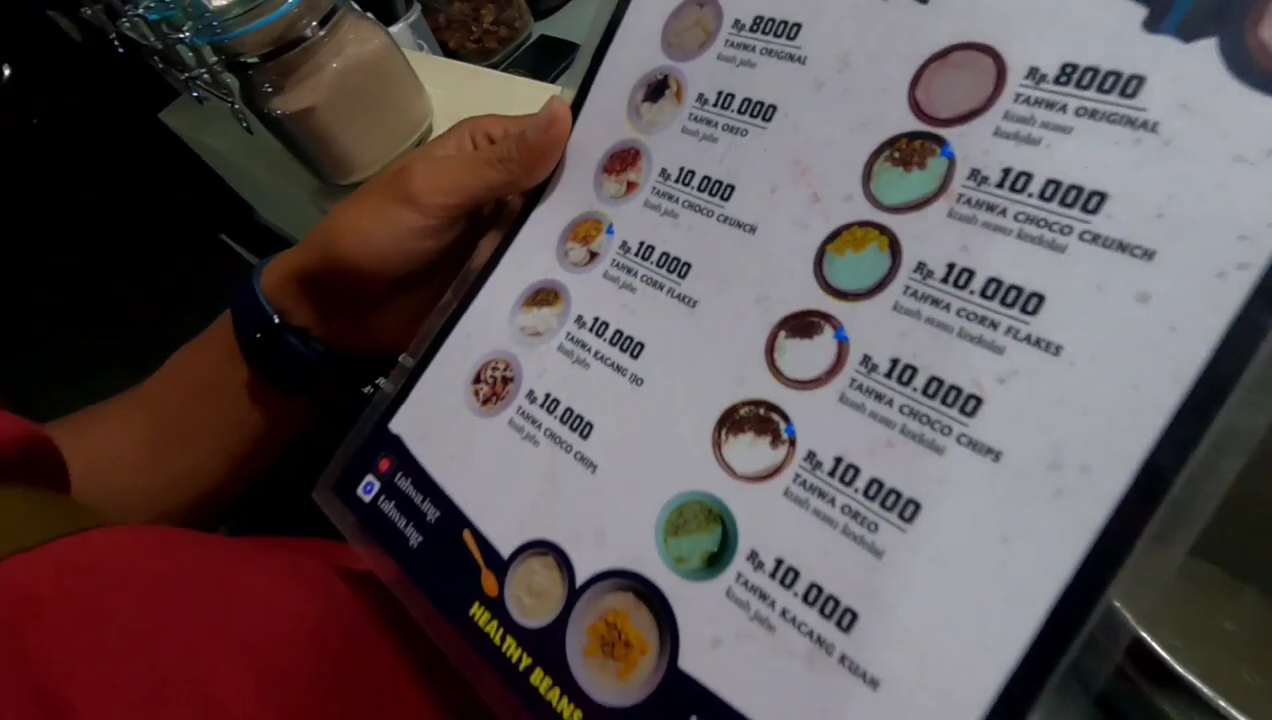 Rp.8000
TAHWA ORIGINAL
kuah jahe
Rp.10.000
TAHWA OREO
kuah jahe
Rp.10.000
TAHWA CHOCO CRUNCH
kuah jahe
Rp.10.000
TAHWA CORN FLAKES
kuah jahe
Rp.10.000
TAHWA KACANG IJO
kuah jahe
Rp.10.000
TAHWA CHOCO CHIPS
kuah jahe
Rp.8000
TAHWA ORIGINAL
kuah susu
kedelai
Rp.10.000
TAHWA CHOCO CRUNCH
kuah susu kedelai
Rp.10.000
TAHWA CORN FLAKES
kuah susu kedelai
Rp.10.000
TAHWA CHOCO CHIPS
kuah susu kedelai
Rp.10.000
TAHWA OREO
kuah susu kedelai
Rp.10.000
TAHWA KACANG KUAH
kuah jahe
tahwa.ing
tahwa.ing
HEALTHY BEANS